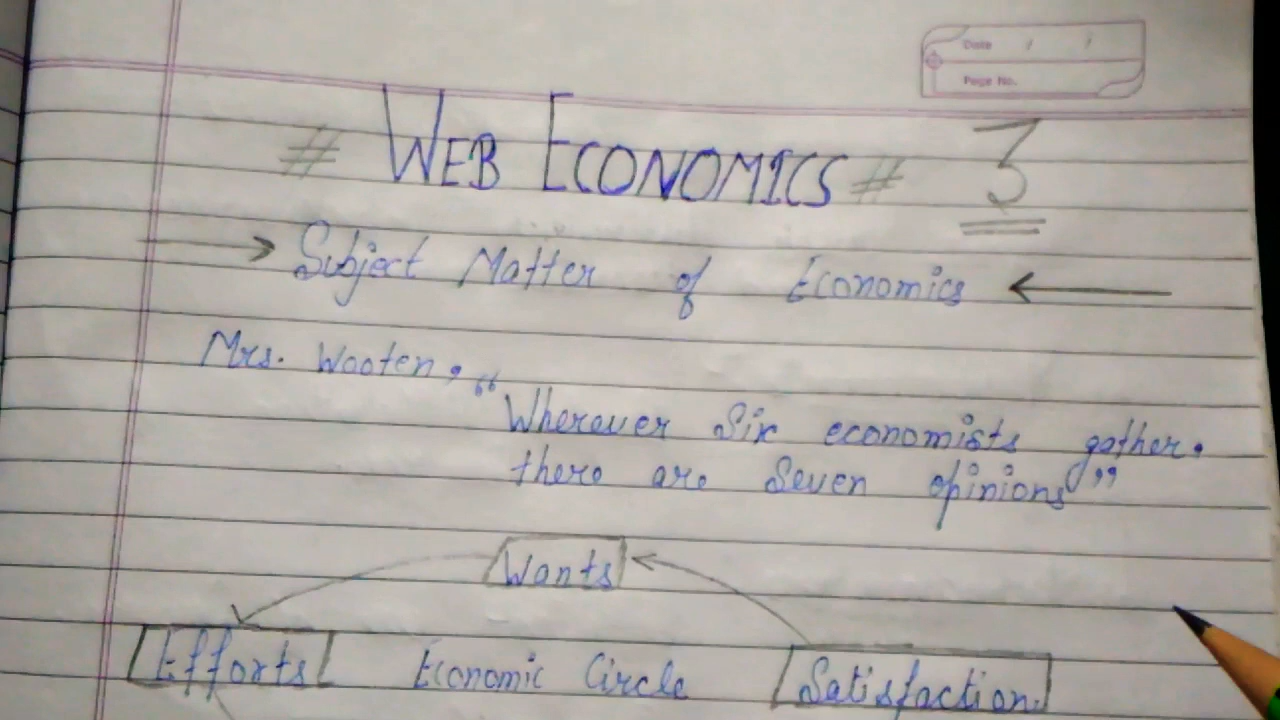 Date / /
Page No.
# WEB ECONOMICS # 3
→ Subject Matter of Economics ←
Mrs. Wooten, "
Wherever Six economists gather.
there are Seven opinions"
Wants
Efforts Economic Circle Satisfaction